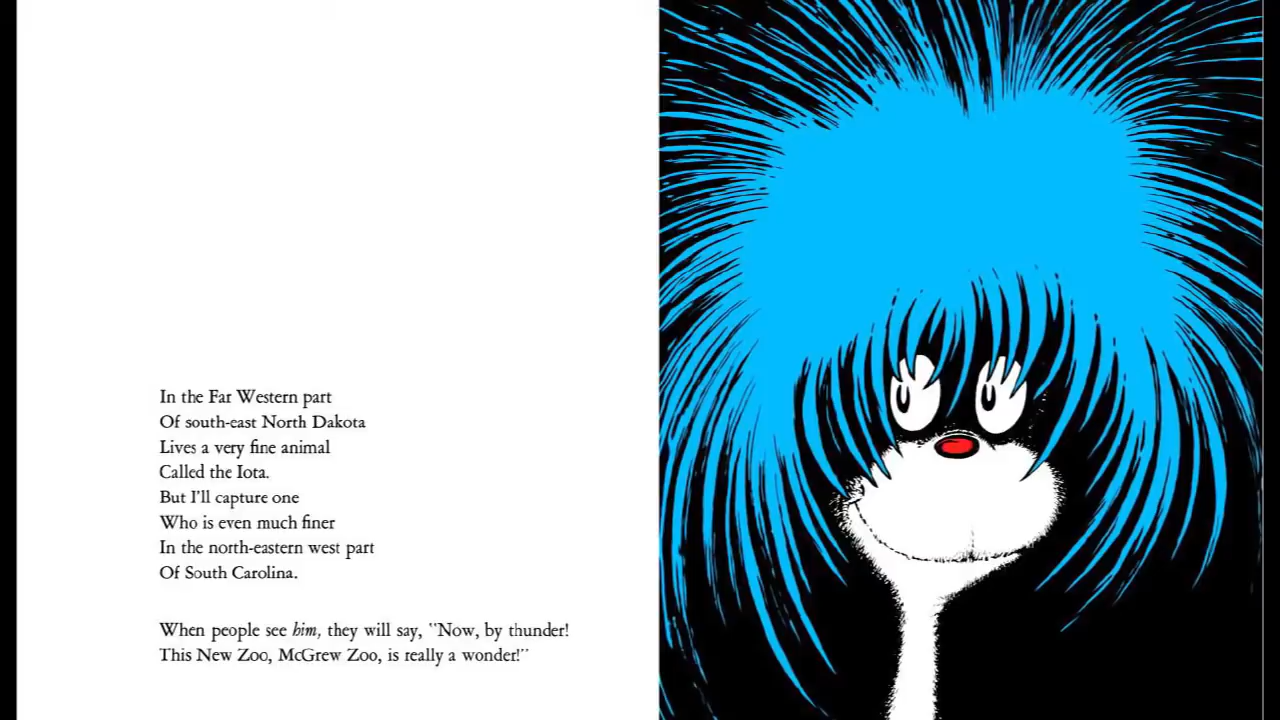 In the Far Western part
Of south-east North Dakota
Lives a very fine animal
Called the Iota.
But I'll capture one
Who is even much finer
In the north-eastern west part
Of South Carolina.
When people see him, they will say, "Now, by thunder!
This New Zoo, McGrew Zoo, is really a wonder!"